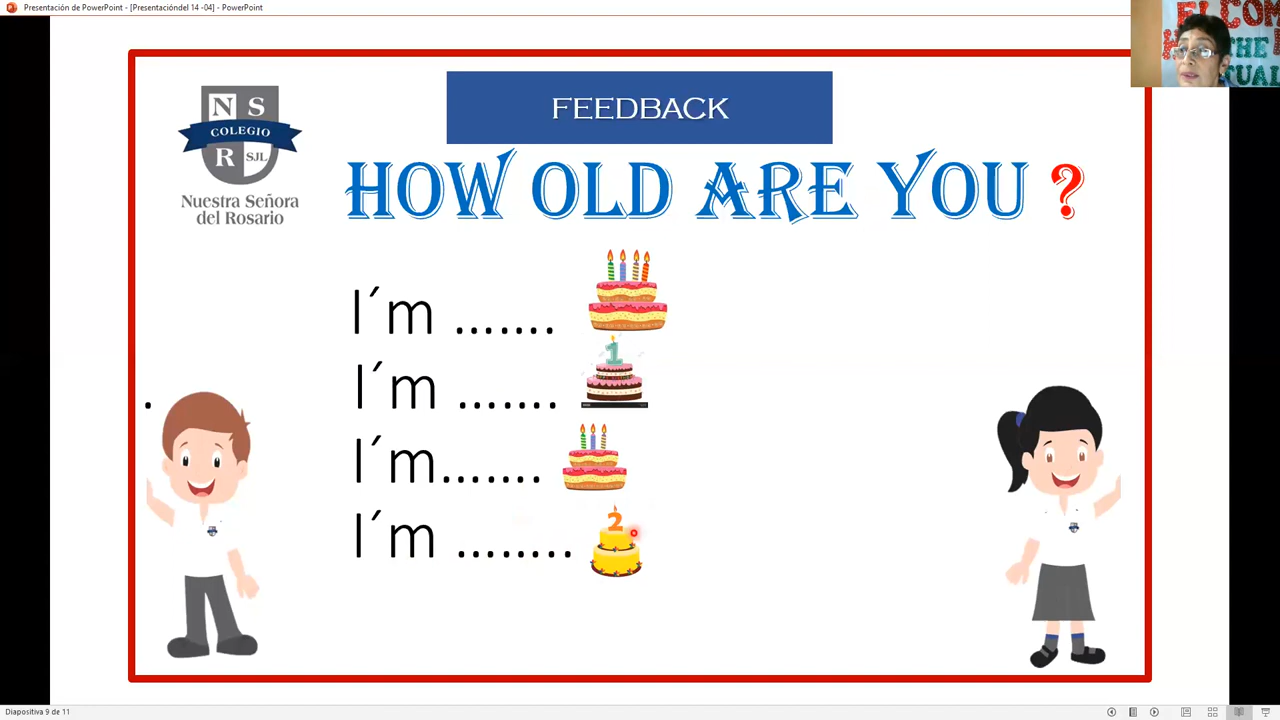 Presentación de PowerPoint - [Presentacióndel 14 -04] - PowerPoint
FEEDBACK
N S
COLEGIO
R SJL
Nuestra Señora
del Rosario
HOW OLD ARE YOU ?
I´m .......
1
I´m .......
I´m.......
2
I´m ........
.
THE
Diapositiva 9 de 11